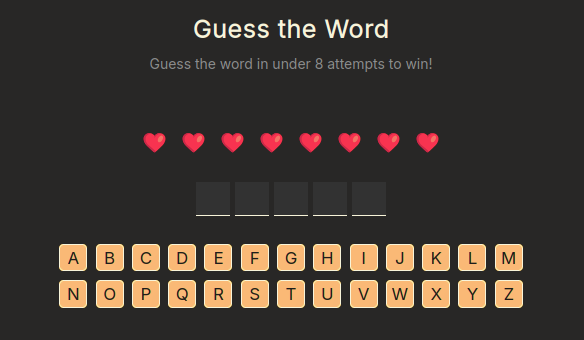 Guess the Word
Guess the word in under 8 attempts to win!
A B C D E F G H I J K L M
N O P Q R S T U V W X Y Z